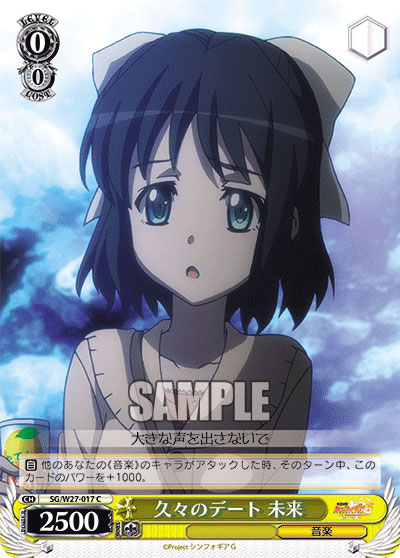 LEVEL
0
0
COST
SAMPLE
大きな声を出さないで
他のあなたの《音楽》のキャラがアタックした時、そのターン中、このカードのパワーを+1000。
CH
SG/W27-017 C
2500
久々のデート 未来
音楽
©Project シンフォギアG